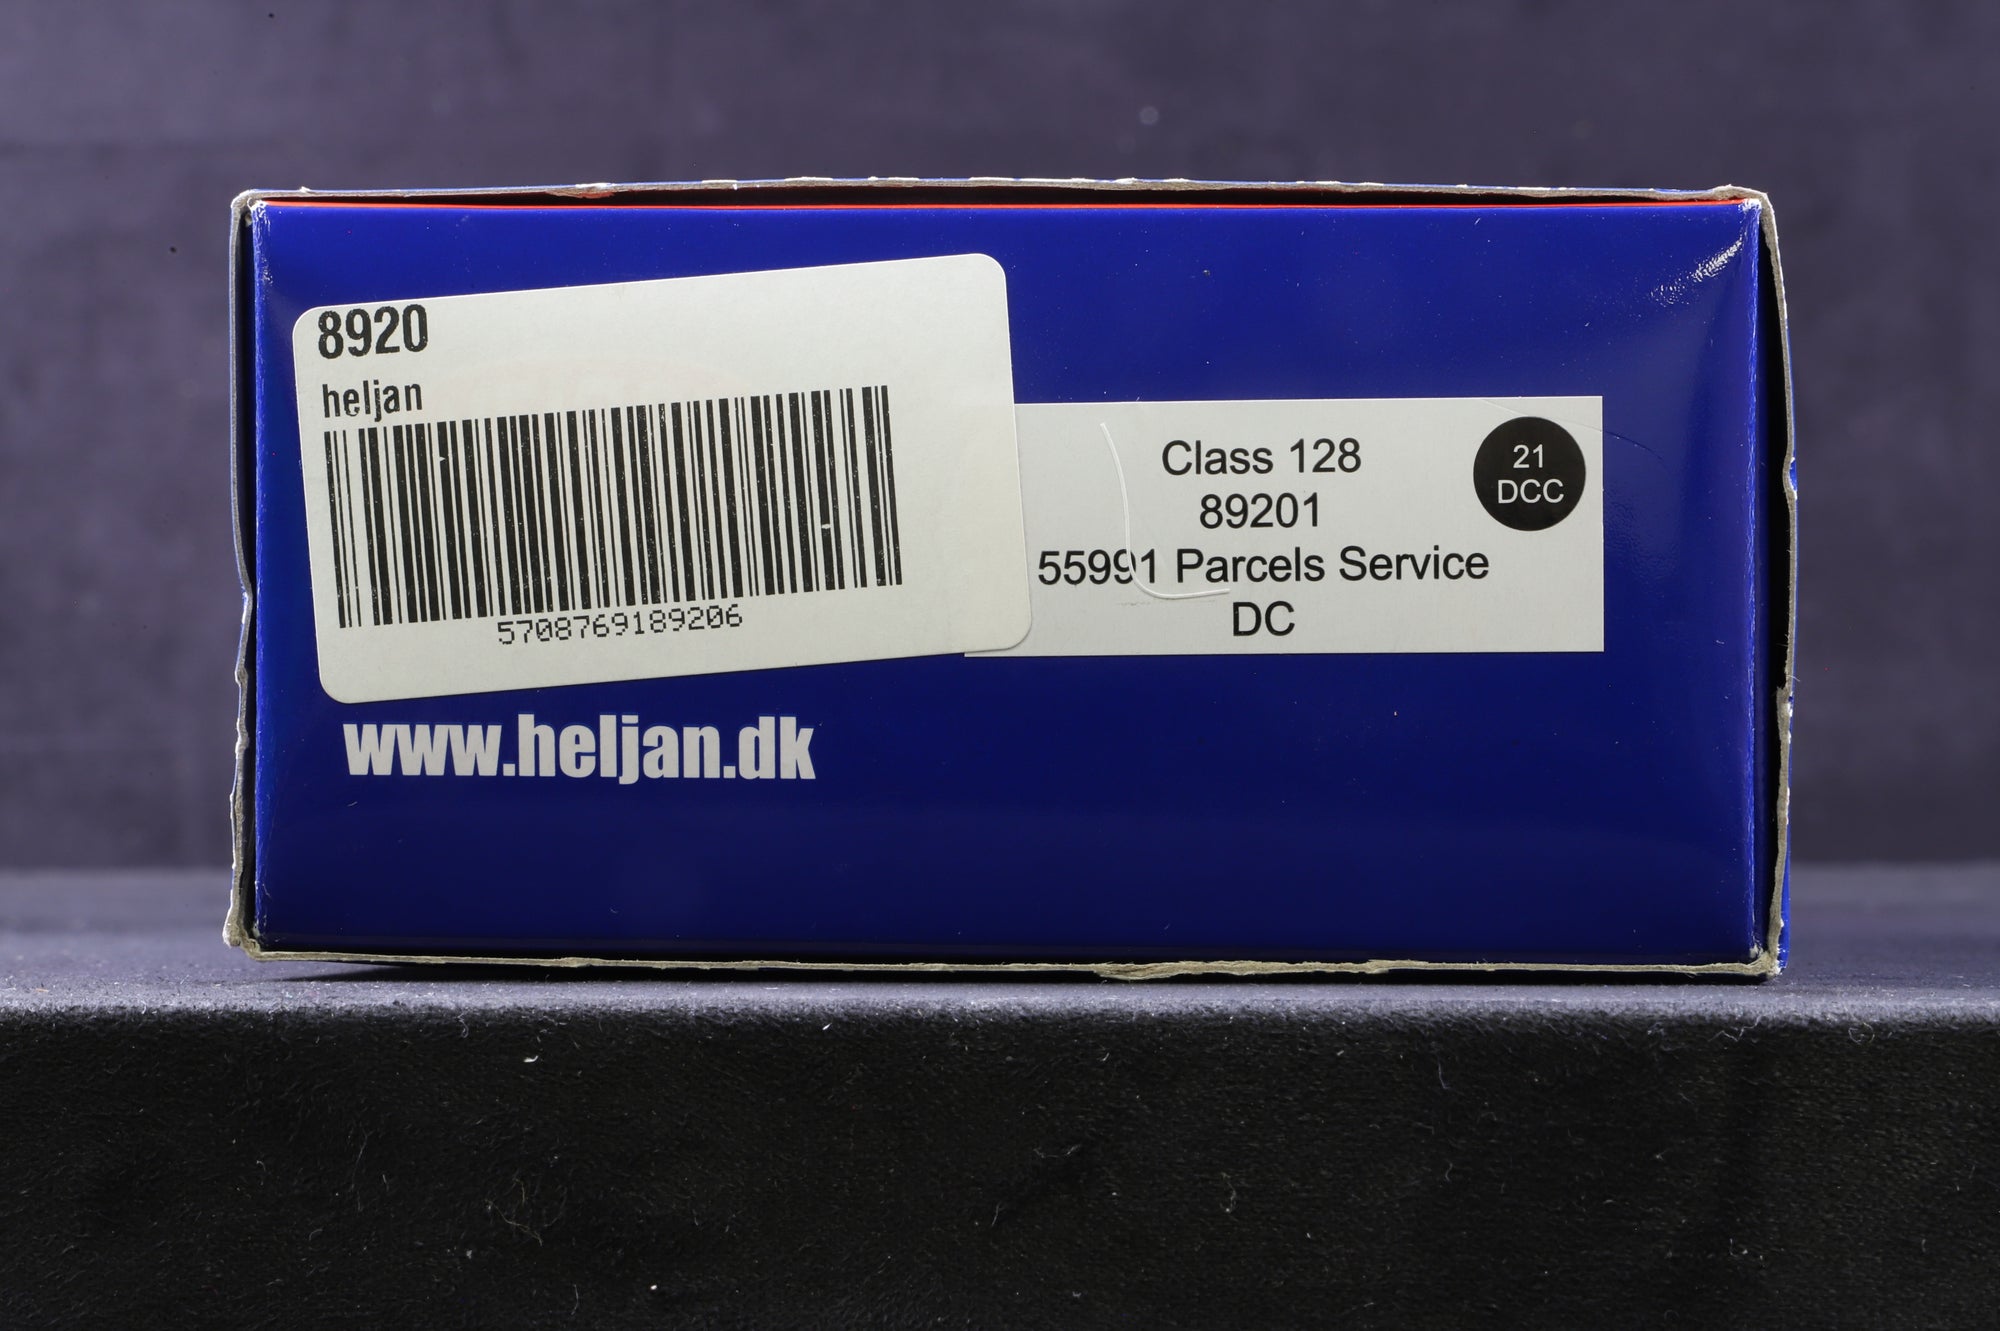 8920
heljan
5708769189206
Class 128
89201
55991 Parcels Service
DC
21
DCC
www.heljan.dk